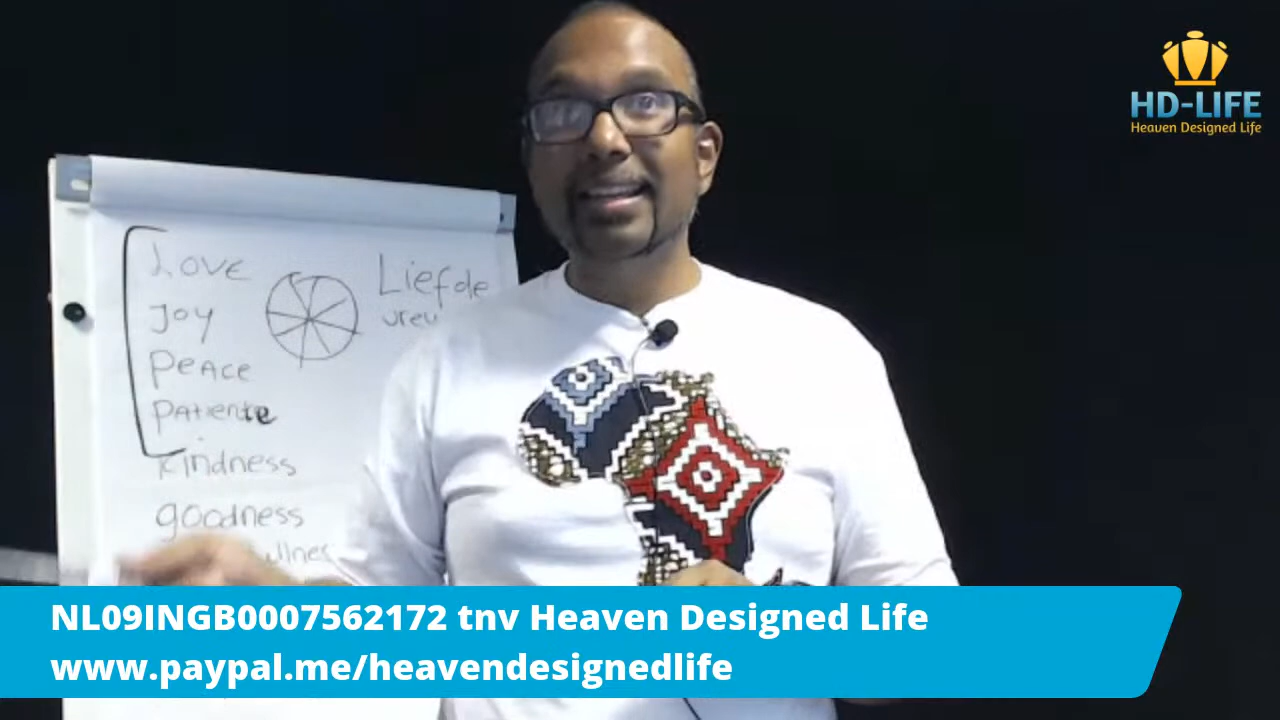 HD-LIFE
Heaven Designed Life
Love Liefde
Joy vreu
Peace
Patience
Kindness
goodness
NL09INGB0007562172 tnv Heaven Designed Life
www.paypal.me/heavendesignedlife